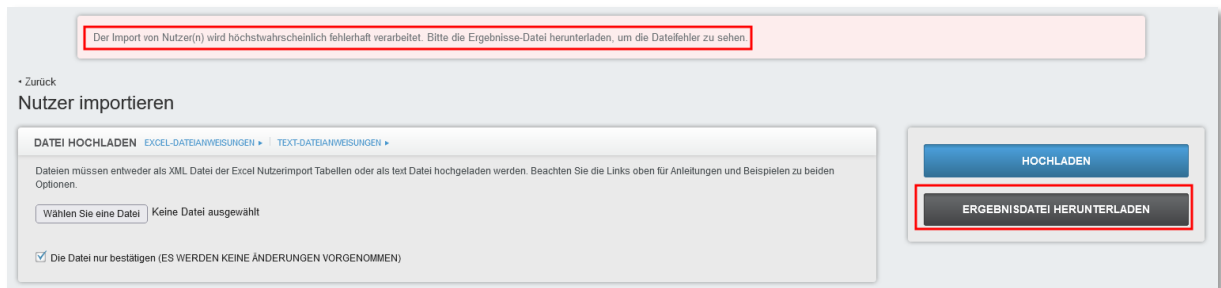 Der Import von Nutzer(n) wird höchstwahrscheinlich fehlerhaft verarbeitet. Bitte die Ergebnisse-Datei herunterladen, um die Dateifehler zu sehen.
• Zurück
Nutzer importieren
DATEI HOCHLADEN EXCEL-DATEIANWEISUNGEN ▸ | TEXT-DATEIANWEISUNGEN ▸
Dateien müssen entweder als XML Datei der Excel Nutzerimport Tabellen oder als text Datei hochgeladen werden. Beachten Sie die Links oben für Anleitungen und Beispielen zu beiden
Optionen.
Wählen Sie eine Datei Keine Datei ausgewählt
Die Datei nur bestätigen (ES WERDEN KEINE ÄNDERUNGEN VORGENOMMEN)
HOCHLADEN
ERGEBNISDATEI HERUNTERLADEN